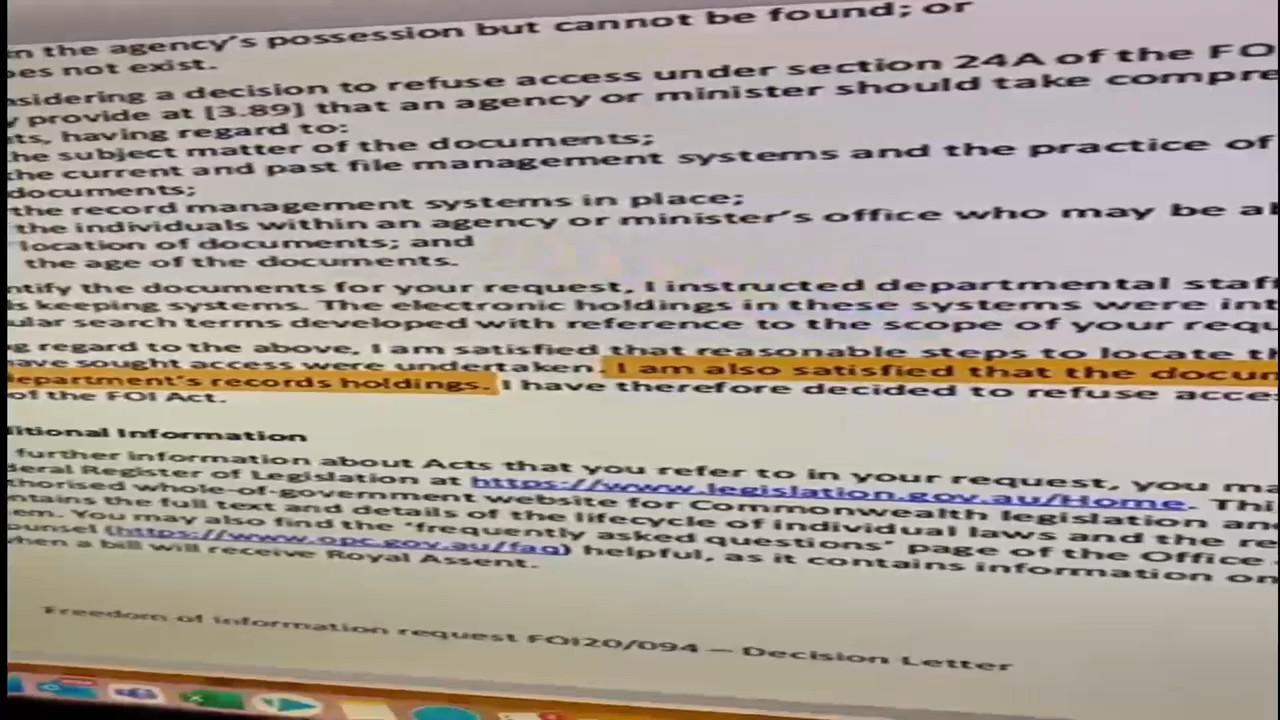 n the agency's possession but cannot be found; or
es not exist.
nsidering a decision to refuse access under section 24A of the FO
y provide at [3.89] that an agency or minister should take compre
ts, having regard to:
he subject matter of the documents;
the current and past file management systems and the practice of
documents;
the record management systems in place;
the individuals within an agency or minister's office who may be a
location of documents; and
the age of the documents.
ntify the documents for your request, I instructed departmental staf
s keeping systems. The electronic holdings in these systems were int
ular search terms developed with reference to the scope of your requ
g regard to the above, I am satisfied that reasonable steps to locate th
ave sought access were undertaken. I am also satisfied that the docum
epartment's records holdings. I have therefore decided to refuse acce
of the FOI Act.
itional Information
further information about Acts that you refer to in your request, you ma
deral Register of Legislation at https://www.legislation.gov.au/Home. Thi
thorised whole-of-government website for Commonwealth legislation an
ntains the full text and details of the lifecycle of individual laws and the re
em. You may also find the 'frequently asked questions' page of the Office
ounsel (https://www.opc.gov.au/faq) helpful, as it contains information on
hen a bill will receive Royal Assent.
Freedom of information request FOI20/094 – Decision Letter